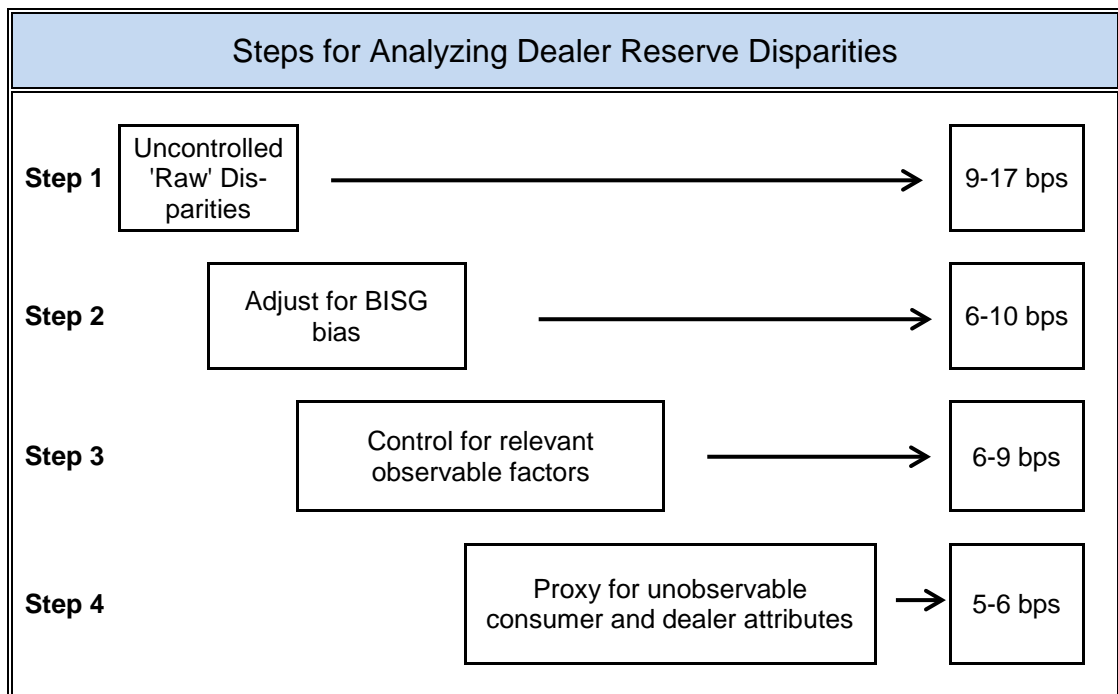 Steps for Analyzing Dealer Reserve Disparities
Step 1
Uncontrolled
'Raw' Dis-
parities
9-17 bps
Step 2
Adjust for BISG
bias
6-10 bps
Step 3
Control for relevant
observable factors
6-9 bps
Step 4
Proxy for unobservable
consumer and dealer attributes
5-6 bps